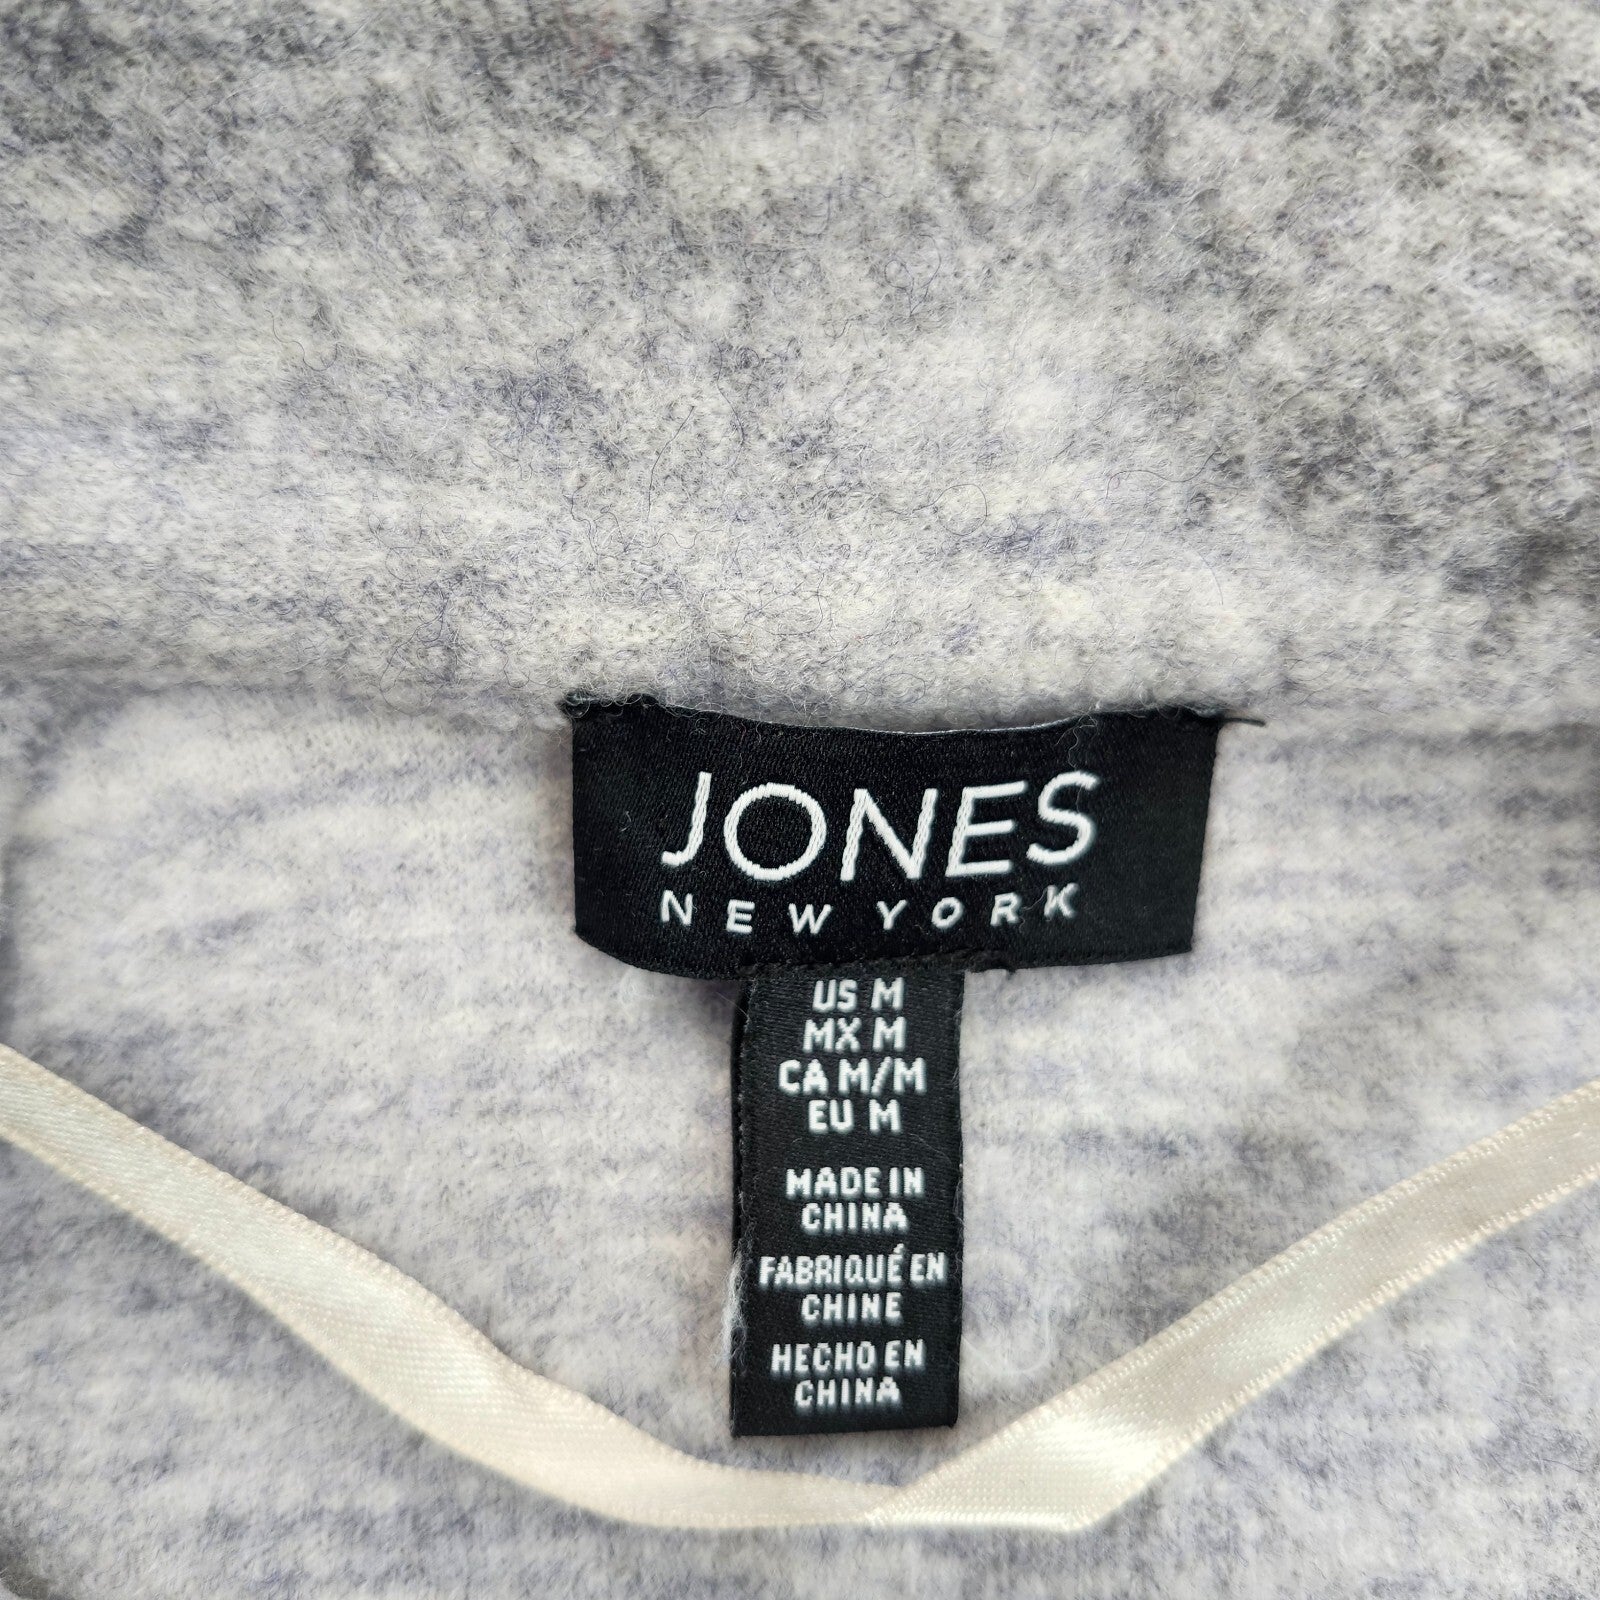 JONES
NEW YORK
US M
MX M
CA M/M
EU M
MADE IN
CHINA
FABRIQUÉ EN
CHINE
HECHO EN
CHINA